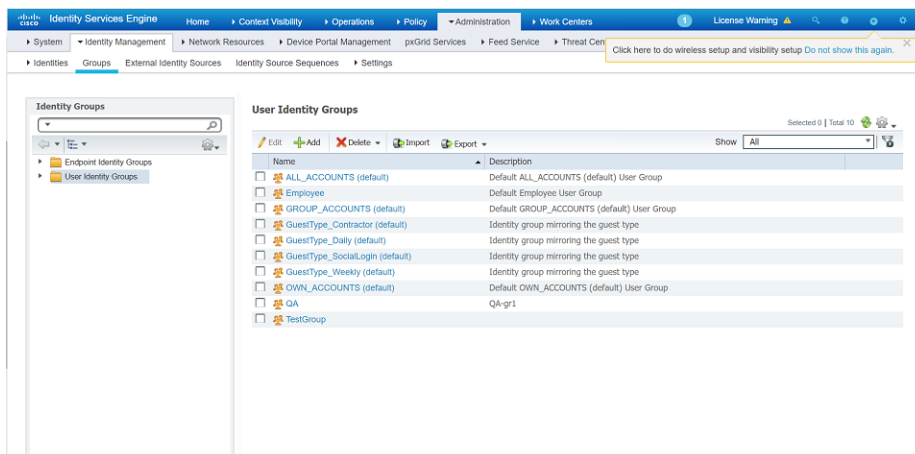 cisco Identity Services Engine Home Context Visibility Operations Policy Administration Work Centers 1 License Warning
System Identity Management Network Resources Device Portal Management pxGrid Services Feed Service Threat Cen
Click here to do wireless setup and visibility setup Do not show this again.
Identities Groups External Identity Sources Identity Source Sequences Settings
Identity Groups
Endpoint Identity Groups
User Identity Groups
User Identity Groups
Selected 0 | Total 10
Edit Add Delete Import Export Show All
Name Description
ALL_ACCOUNTS (default) Default ALL_ACCOUNTS (default) User Group
Employee Default Employee User Group
GROUP_ACCOUNTS (default) Default GROUP_ACCOUNTS (default) User Group
GuestType_Contractor (default) Identity group mirroring the guest type
GuestType_Daily (default) Identity group mirroring the guest type
GuestType_SocialLogin (default) Identity group mirroring the guest type
GuestType_Weekly (default) Identity group mirroring the guest type
OWN_ACCOUNTS (default) Default OWN_ACCOUNTS (default) User Group
QA QA-gr1
TestGroup